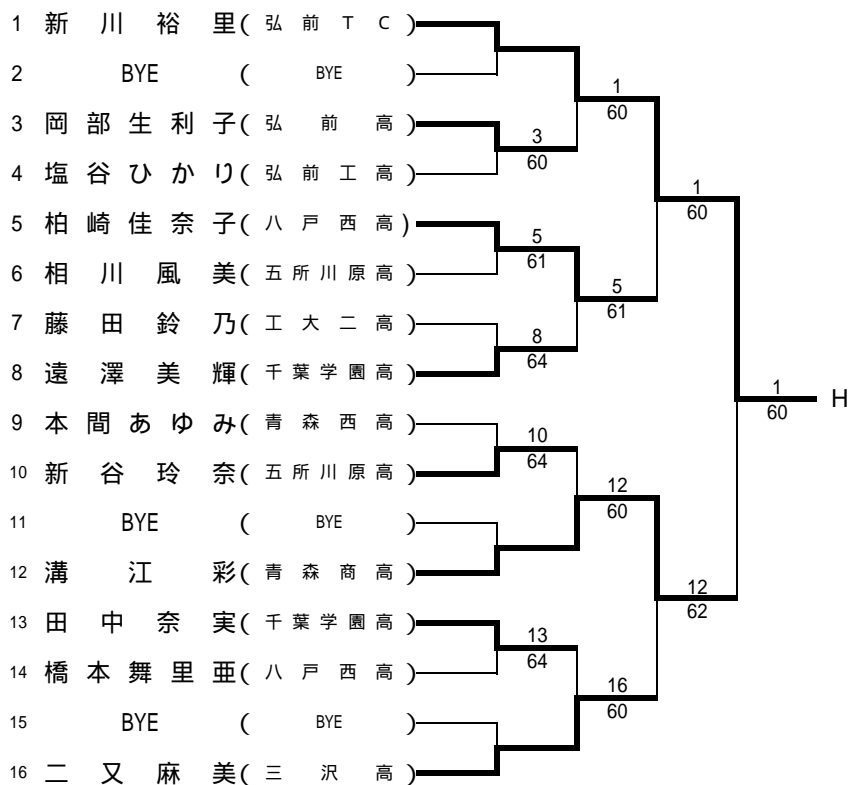 1 新川裕里(弘前TC)
2 BYE (BYE)
3 岡部生利子(弘前高)
4 塩谷ひかり(弘前工高)
5 柏崎佳奈子(八戸西高)
6 相川風美(五所川原高)
7 藤田鈴乃(工大二高)
8 遠澤美輝(千葉学園高)
9 本間あゆみ(青森西高)
10 新谷玲奈(五所川原高)
11 BYE (BYE)
12 溝江彩(青森商高)
13 田中奈実(千葉学園高)
14 橋本舞里亜(八戸西高)
15 BYE (BYE)
16 二又麻美(三沢高)
3
60
5
61
8
64
10
64
13
64
1
60
5
61
12
60
16
60
1
60
12
62
1
60
H